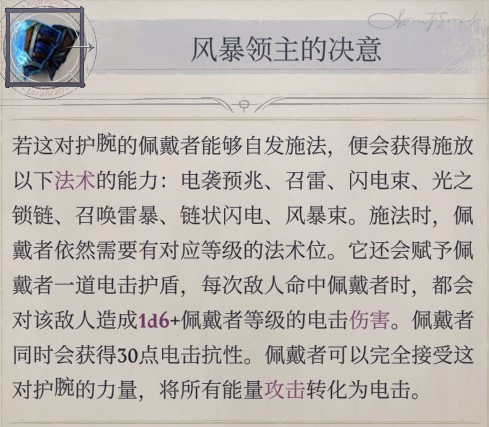 风暴领主的决意
若这对护腕的佩戴者能够自发施法，便会获得施放
以下法术的能力：电袭预兆、召雷、闪电束、光之
锁链、召唤雷暴、链状闪电、风暴束。施法时，佩
戴者依然需要有对应等级的法术位。它还会赋予佩
戴者一道电击护盾，每次敌人命中佩戴者时，都会
对该敌人造成1d6+佩戴者等级的电击伤害。佩戴者
同时会获得30点电击抗性。佩戴者可以完全接受这
对护腕的力量，将所有能量攻击转化为电击。